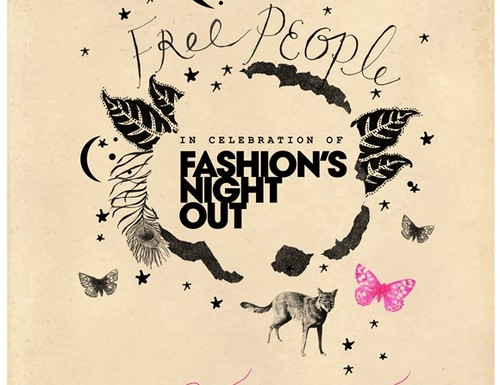 Free People
IN CELEBRATION OF
FASHION'S
NIGHT
OUT